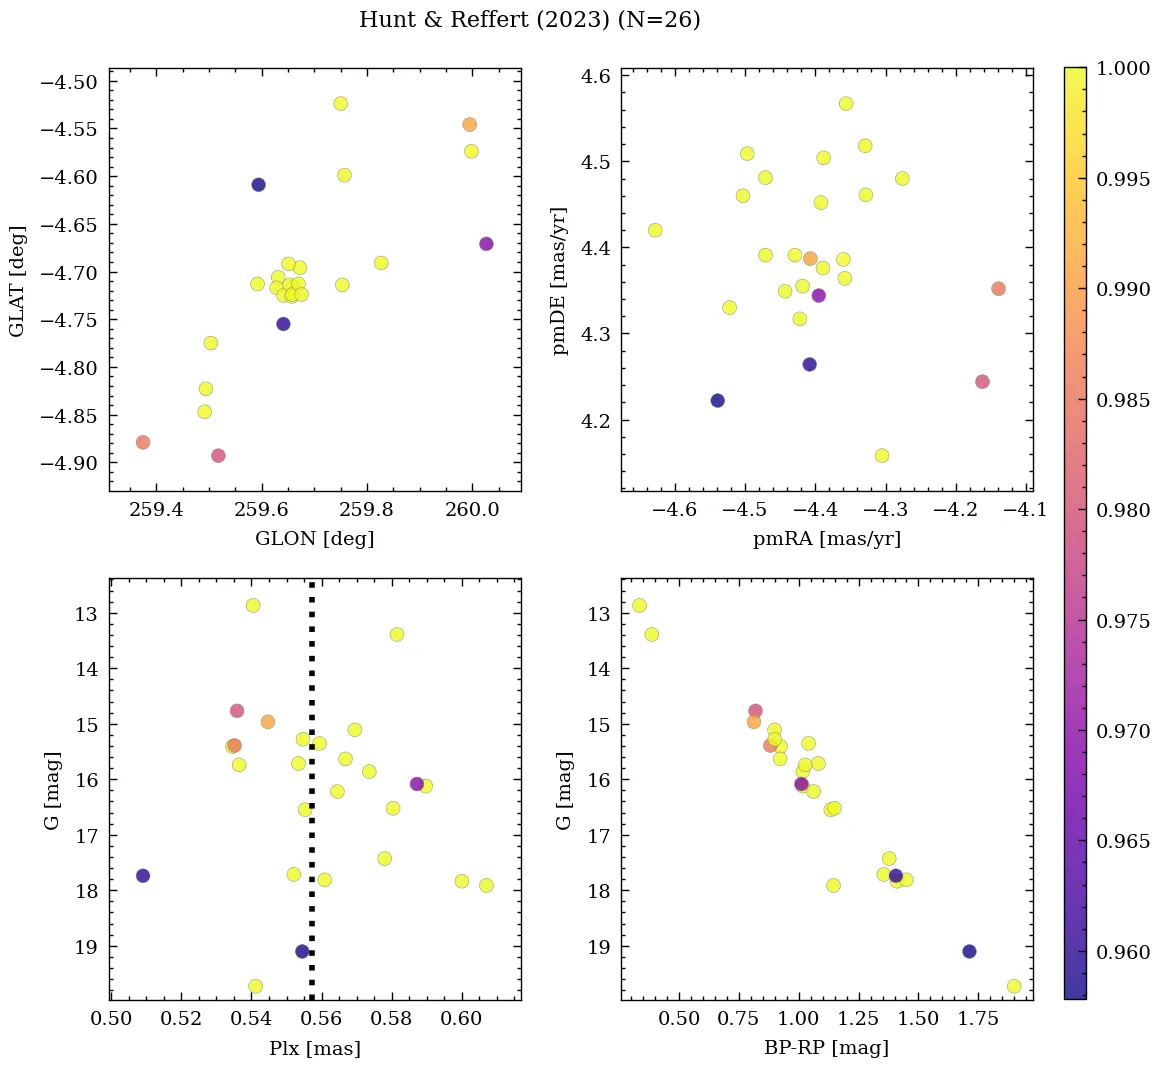 Hunt & Reffert (2023) (N=26)
−4.50
−4.55
−4.60
−4.65
−4.70
−4.75
−4.80
−4.85
−4.90
GLAT [deg]
259.4 259.6 259.8 260.0
GLON [deg]
4.6
4.5
4.4
4.3
4.2
pmDE [mas/yr]
−4.6 −4.5 −4.4 −4.3 −4.2 −4.1
pmRA [mas/yr]
13
14
15
16
17
18
19
G [mag]
0.50 0.52 0.54 0.56 0.58 0.60
Plx [mas]
13
14
15
16
17
18
19
G [mag]
0.50 0.75 1.00 1.25 1.50 1.75
BP-RP [mag]
1.000
0.995
0.990
0.985
0.980
0.975
0.970
0.965
0.960